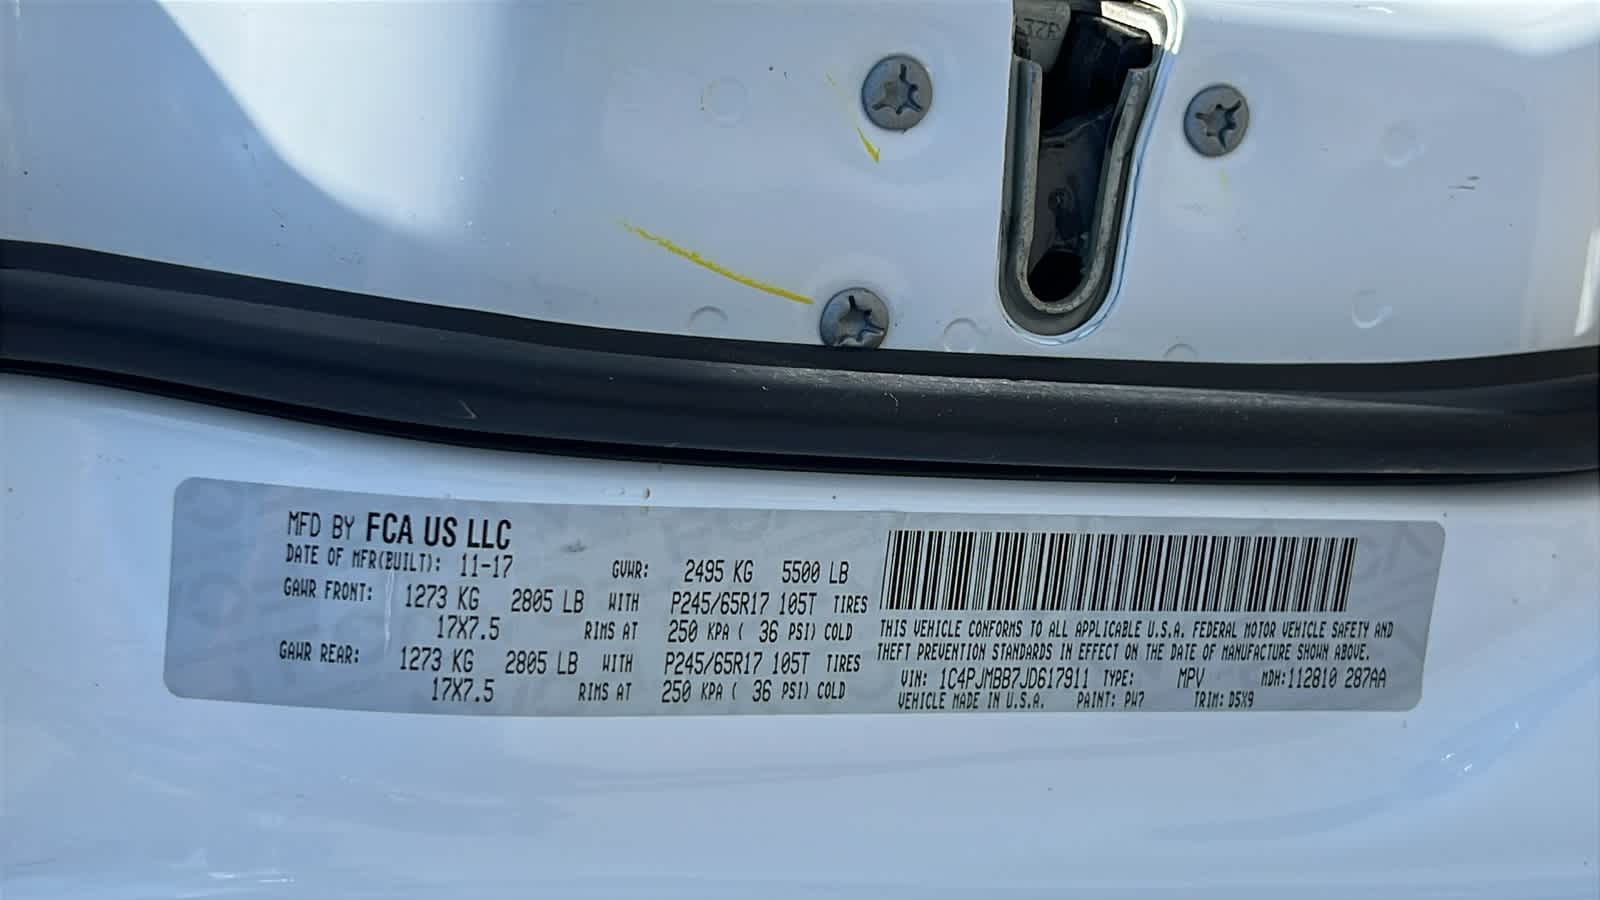 MFD BY FCA US LLC
DATE OF MFR(BUILT): 11-17 GVWR: 2495 KG 5500 LB
GAWR FRONT: 1273 KG 2805 LB WITH P245/65R17 105T TIRES
17X7.5 RIMS AT 250 KPA ( 36 PSI) COLD
GAWR REAR: 1273 KG 2805 LB WITH P245/65R17 105T TIRES
17X7.5 RIMS AT 250 KPA ( 36 PSI) COLD
THIS VEHICLE CONFORMS TO ALL APPLICABLE U.S.A. FEDERAL MOTOR VEHICLE SAFETY AND
THEFT PREVENTION STANDARDS IN EFFECT ON THE DATE OF MANUFACTURE SHOWN ABOVE.
VIN: 1C4PJMBB7JD617911 TYPE: MPV MDH:112810 287AA
VEHICLE MADE IN U.S.A. PAINT: PW7 TRIM: D5X9